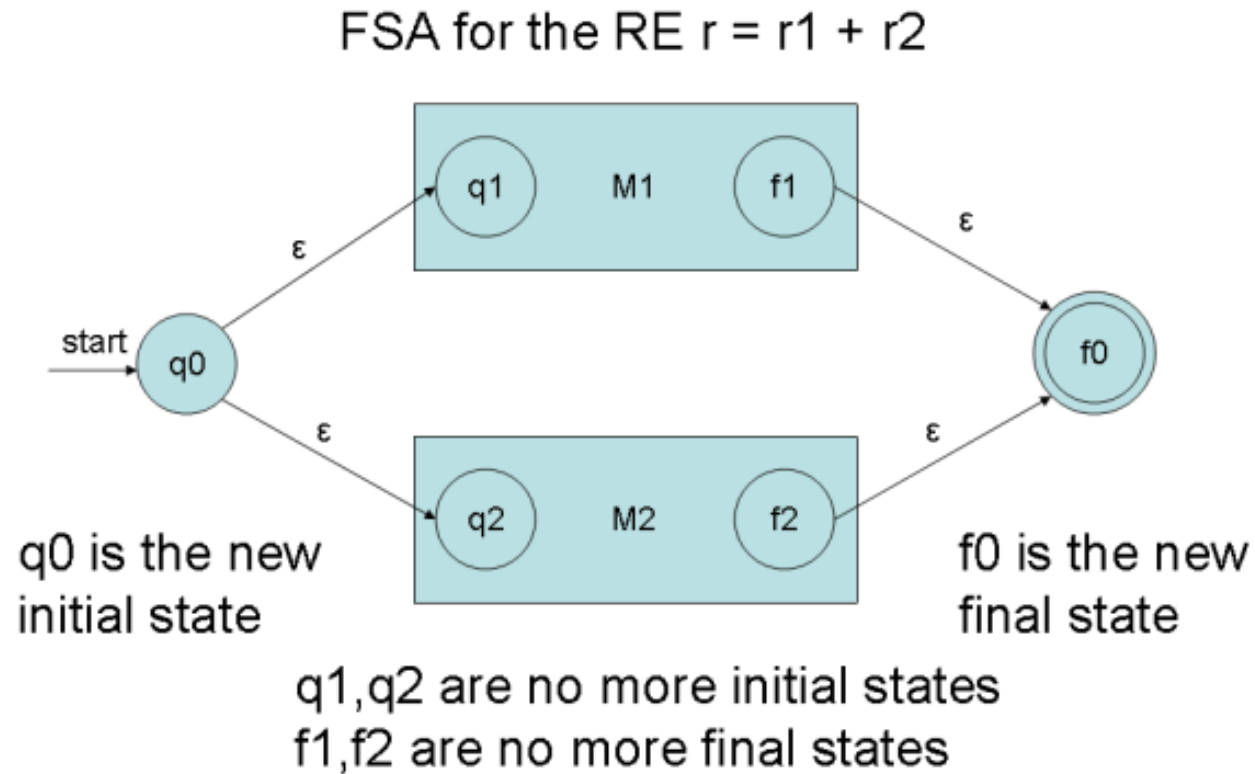 FSA for the RE r = r1 + r2
q1 M1 f1
ε
ε
start
q0
f0
ε
ε
q2 M2 f2
q0 is the new
initial state
f0 is the new
final state
q1,q2 are no more initial states
f1,f2 are no more final states